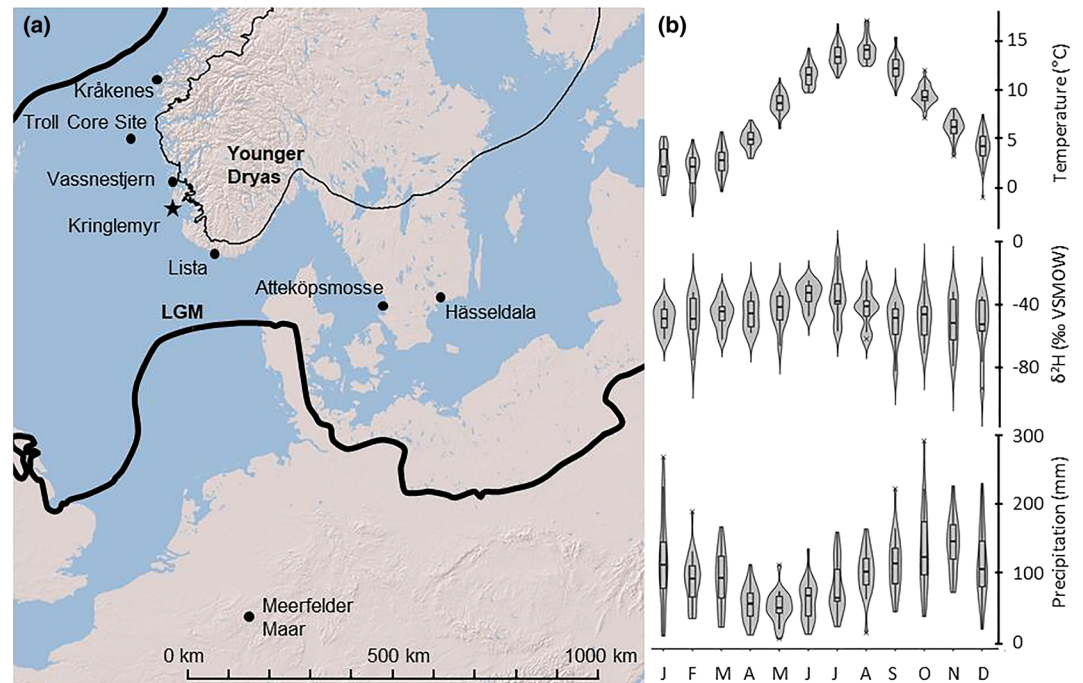 (a)
Kråkenes
Troll Core Site
Younger
Dryas
Vassnestjern
Kringlemyr
Lista
Atteköpsmosse
Hässeldala
LGM
Meerfelder
Maar
0 km 500 km 1000 km
(b)
15
10
5
0
Temperature (°C)
0
-40
-80
δ²H (‰ VSMOW)
300
200
100
0
Precipitation (mm)
J F M A M J J A S O N D